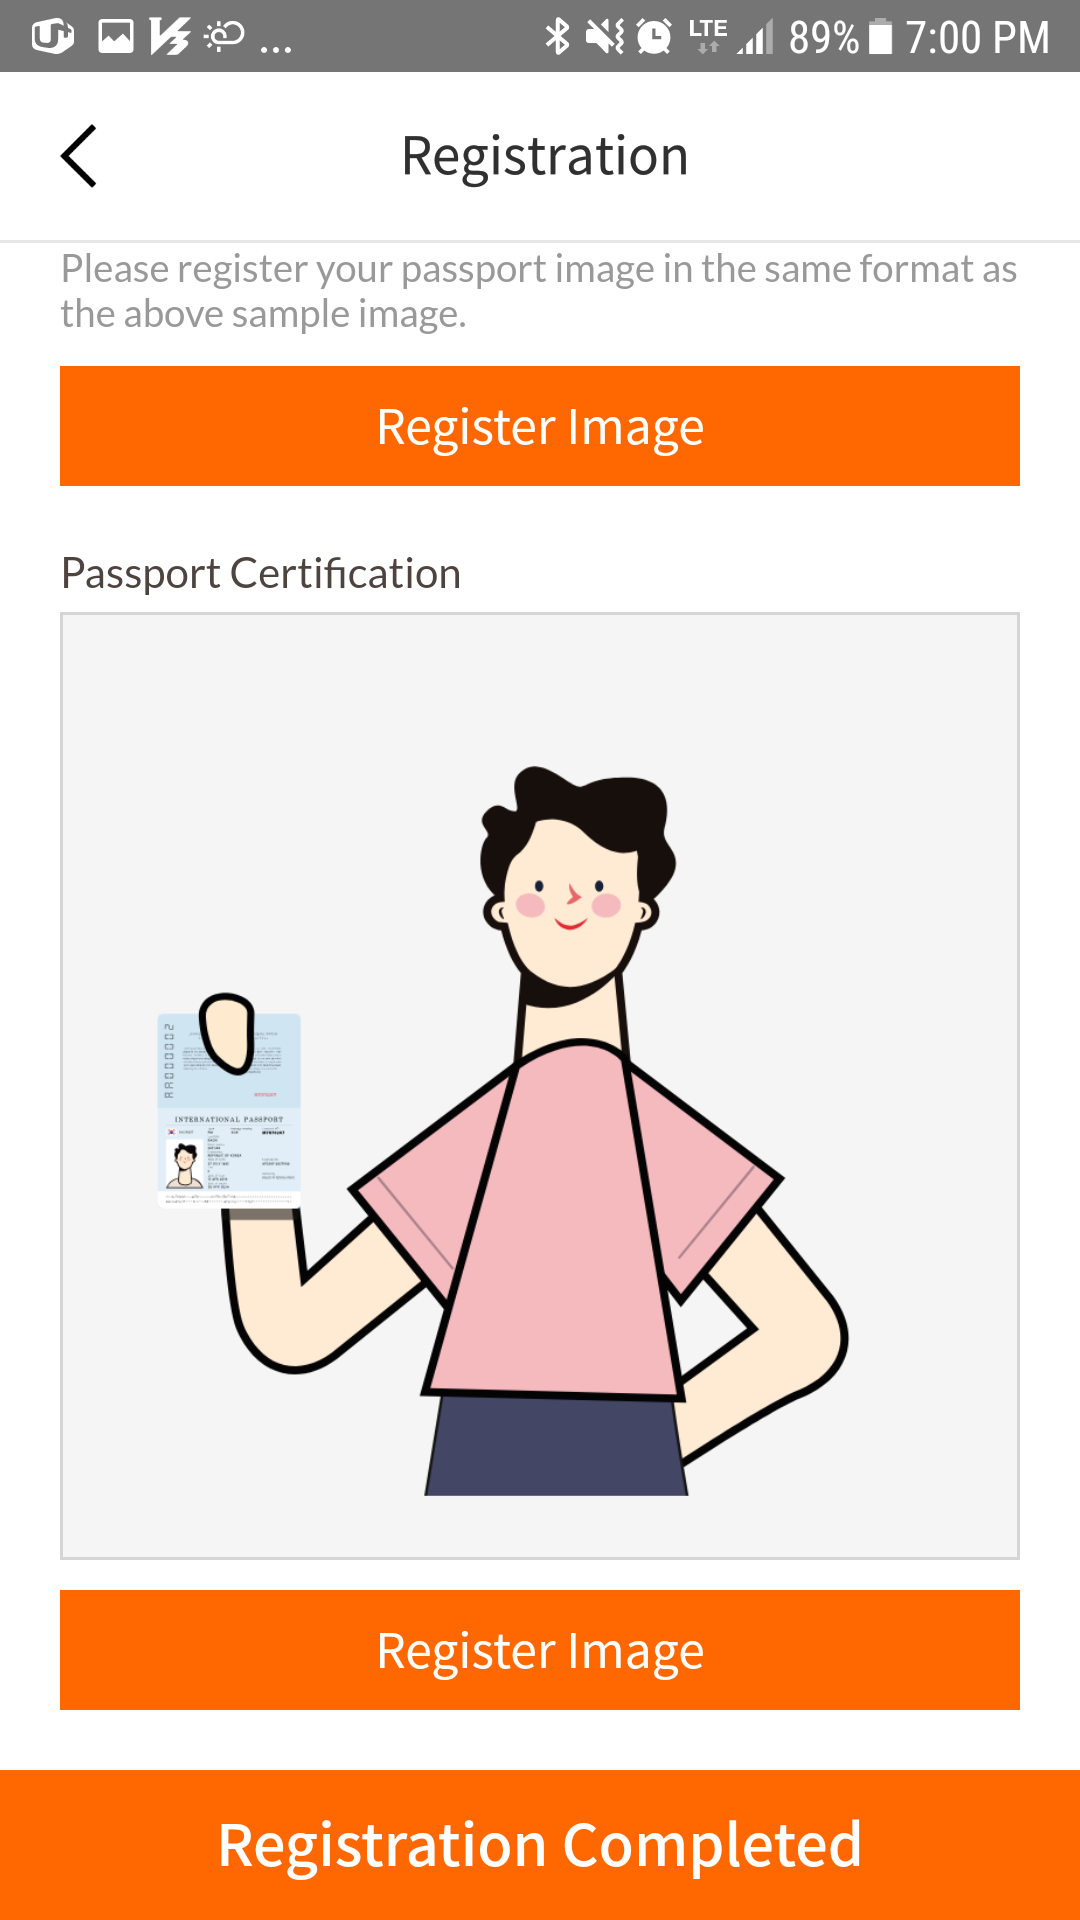 LTE 89% 7:00 PM
Registration
Please register your passport image in the same format as
the above sample image.
Register Image
Passport Certification
INTERNATIONAL PASSPORT
Register Image
Registration Completed